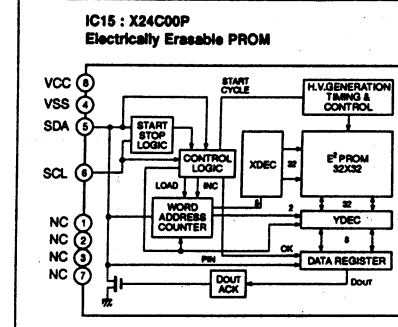 IC15 : X24C00P
Electrically Erasable PROM
START
CYCLE
H.V.GENERATION
TIMING &
CONTROL
VCC 8
VSS 4
SDA 5
START
STOP
LOGIC
CONTROL
LOGIC
XDEC
32
E² PROM
32X32
SCL 6
LOAD
INC
WORD
ADDRESS
COUNTER
2
32
YDEC
8
NC 1
NC 2
NC 3
NC 7
PIN
CK
DATA REGISTER
DOUT
ACK
DOUT